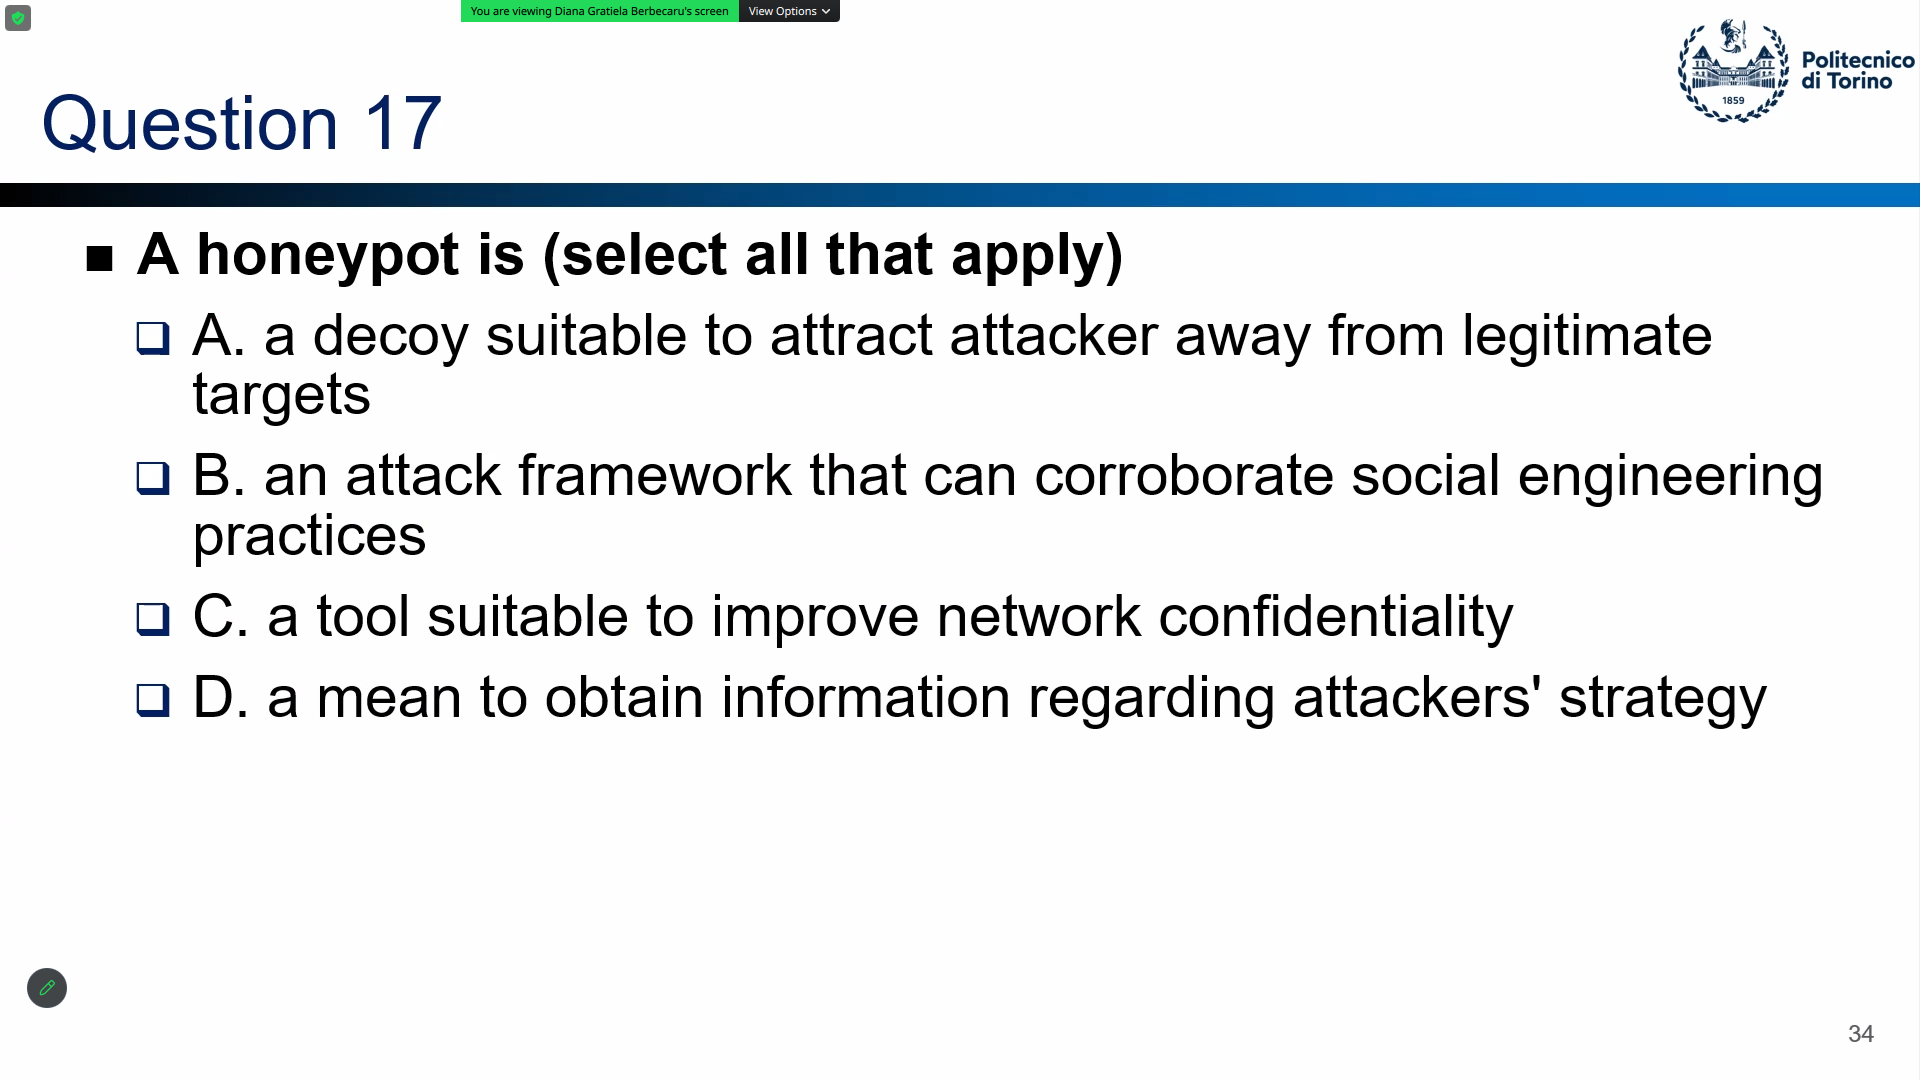 You are viewing Diana Gratiela Berbecaru's screen
View Options
Politecnico
di Torino
1859
Question 17
A honeypot is (select all that apply)
A. a decoy suitable to attract attacker away from legitimate
targets
B. an attack framework that can corroborate social engineering
practices
C. a tool suitable to improve network confidentiality
D. a mean to obtain information regarding attackers' strategy
34